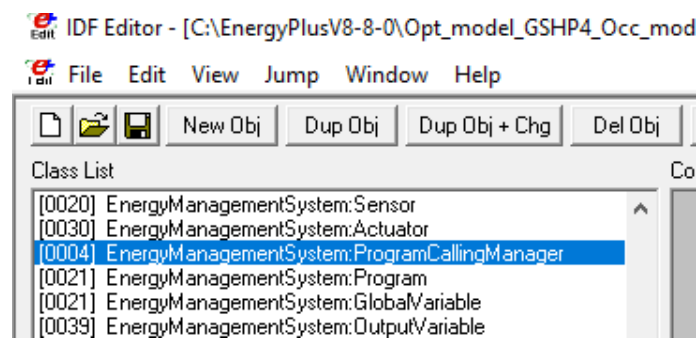 IDF Editor - [C:\EnergyPlusV8-8-0\Opt_model_GSHP4_Occ_mod
File Edit View Jump Window Help
New Obj Dup Obj Dup Obj + Chg Del Obj
Class List Co
[0020] EnergyManagementSystem:Sensor
[0030] EnergyManagementSystem:Actuator
[0004] EnergyManagementSystem:ProgramCallingManager
[0021] EnergyManagementSystem:Program
[0021] EnergyManagementSystem:GlobalVariable
[0039] EnergyManagementSystem:OutputVariable